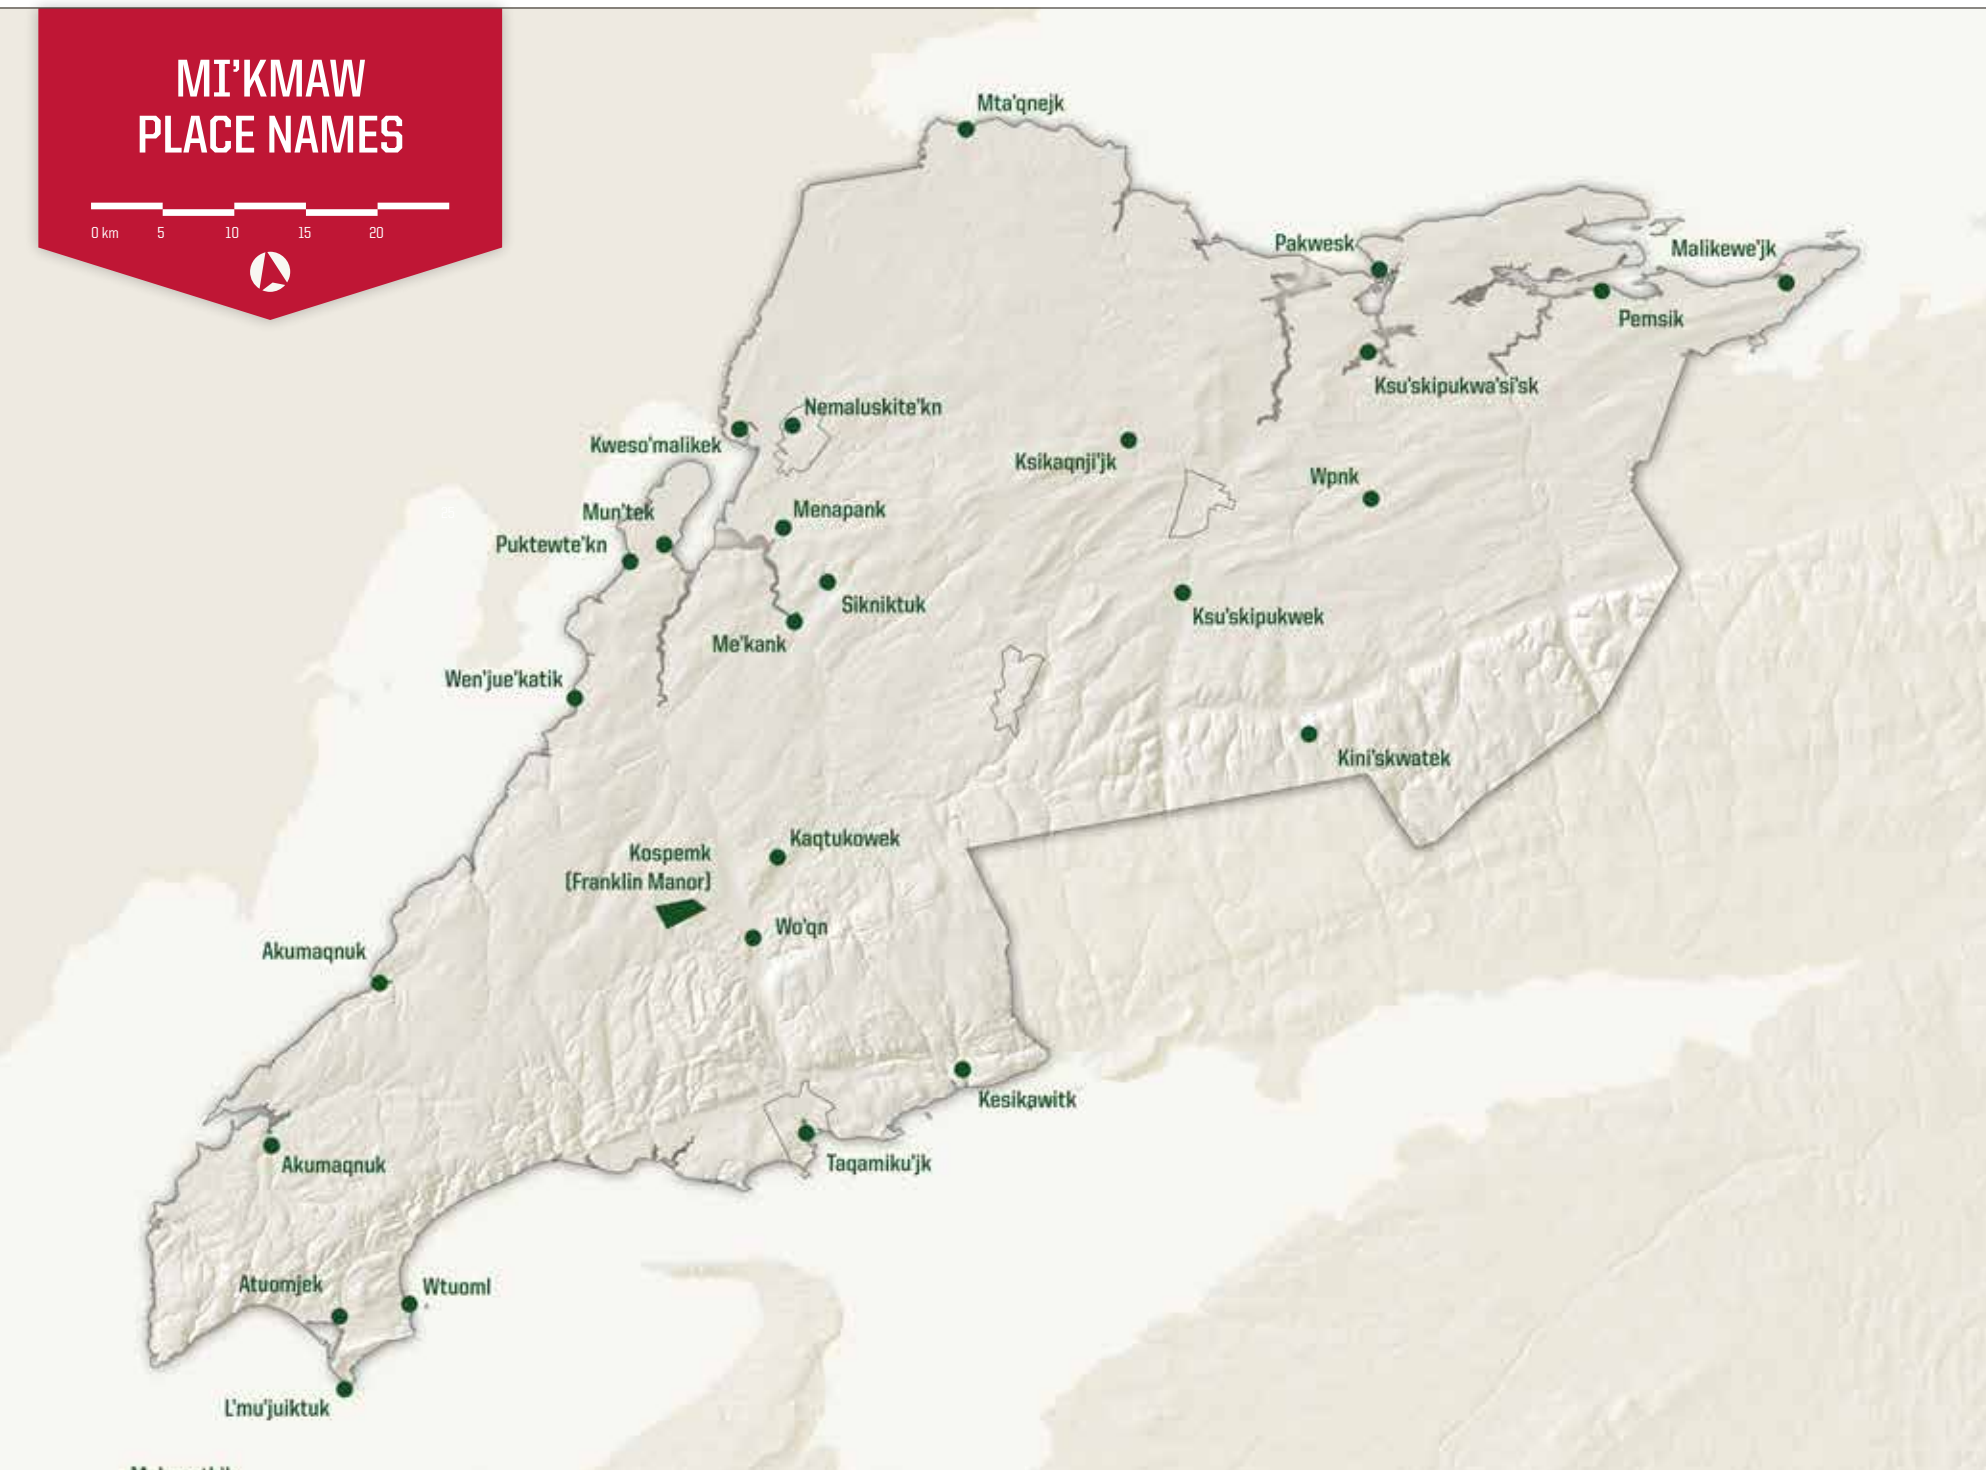 MI'KMAW
PLACE NAMES
0 km 5 10 15 20
Mta'qnejk
Pakwesk
Malikewe'jk
Pemsik
Ksu'skipukwa'si'sk
Nemaluskite'kn
Kweso'malikek
Ksikaqnji'jk
Wpnk
Mun'tek
Menapank
Puktewte'kn
Sikniktuk
Ksu'skipukwek
Me'kank
Wen'jue'katik
Kini'skwatek
Kaqtukowek
Kospemk
(Franklin Manor)
Wo'qn
Akumaqnuk
Kesikawitk
Taqamiku'jk
Akumaqnuk
Atuomjek
Wtuoml
L'mu'juiktuk